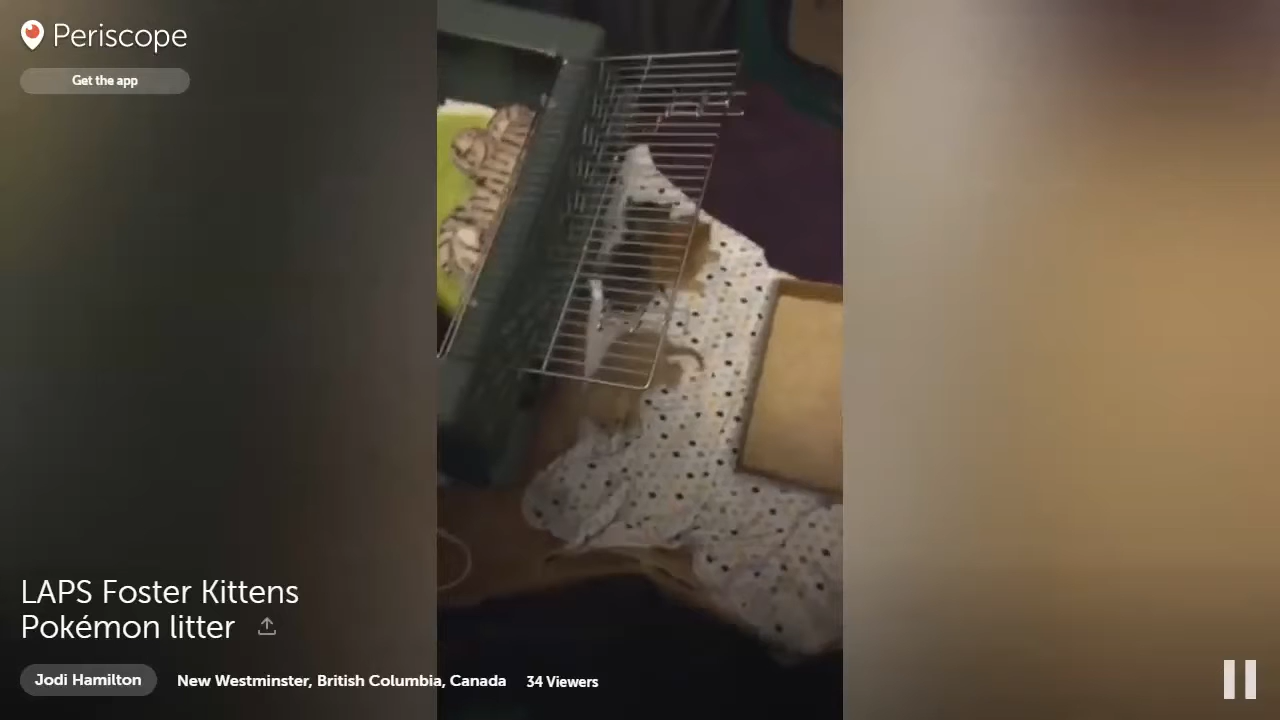 Periscope
Get the app
LAPS Foster Kittens
Pokémon litter
Jodi Hamilton
New Westminster, British Columbia, Canada
34 Viewers